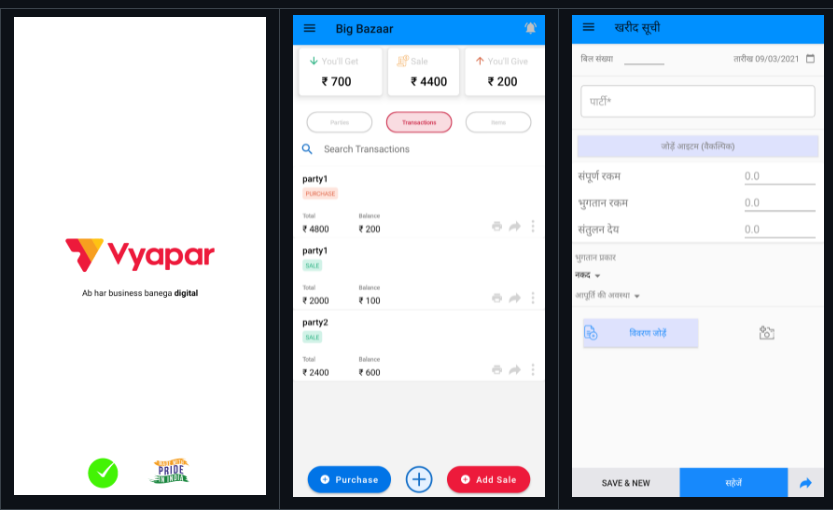 Vyapar
Ab har business banega digital
PRIDE
IN INDIA
Big Bazaar
You'll Get
₹ 700
Sale
₹ 4400
You'll Give
₹ 200
Parties
Transactions
Items
Search Transactions
party1
PURCHASE
Total Balance
₹ 4800 ₹ 200
party1
SALE
Total Balance
₹ 2000 ₹ 100
party2
SALE
Total Balance
₹ 2400 ₹ 600
Purchase
Add Sale
खरीद सूची
बिल संख्या तारीख 09/03/2021
पार्टी*
जोड़ें आइटम (वैकल्पिक)
संपूर्ण रकम 0.0
भुगतान रकम 0.0
संतुलन देय 0.0
भुगतान प्रकार
नकद
आपूर्ति की अवस्था
विवरण जोड़ें
SAVE & NEW
सहेजें